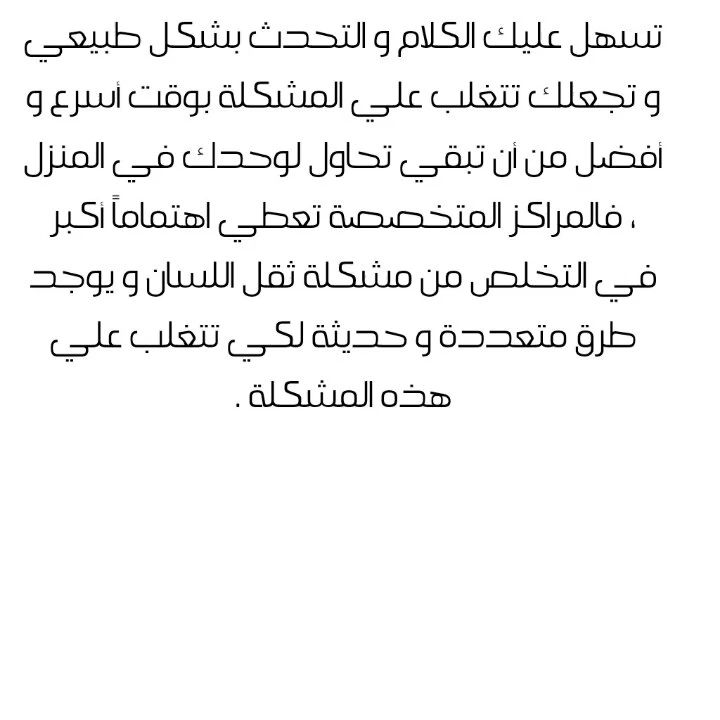 تسهل عليك الكلام و التحدث بشكل طبيعي
و تجعلك تتغلب علي المشكلة بوقت أسرع و
أفضل من أن تبقي تحاول لوحدك في المنزل
، فالمراكز المتخصصة تعطي اهتماماً أكبر
في التخلص من مشكلة ثقل اللسان و يوجد
طرق متعددة و حديثة لكي تتغلب علي
هذه المشكلة .